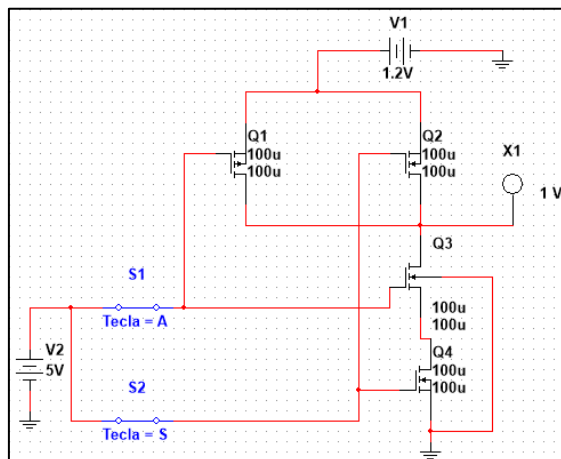 V1
1.2V
Q1
100u
100u
Q2
100u
100u
X1
1 V
Q3
100u
100u
S1
Tecla = A
V2
5V
S2
Tecla = S
Q4
100u
100u